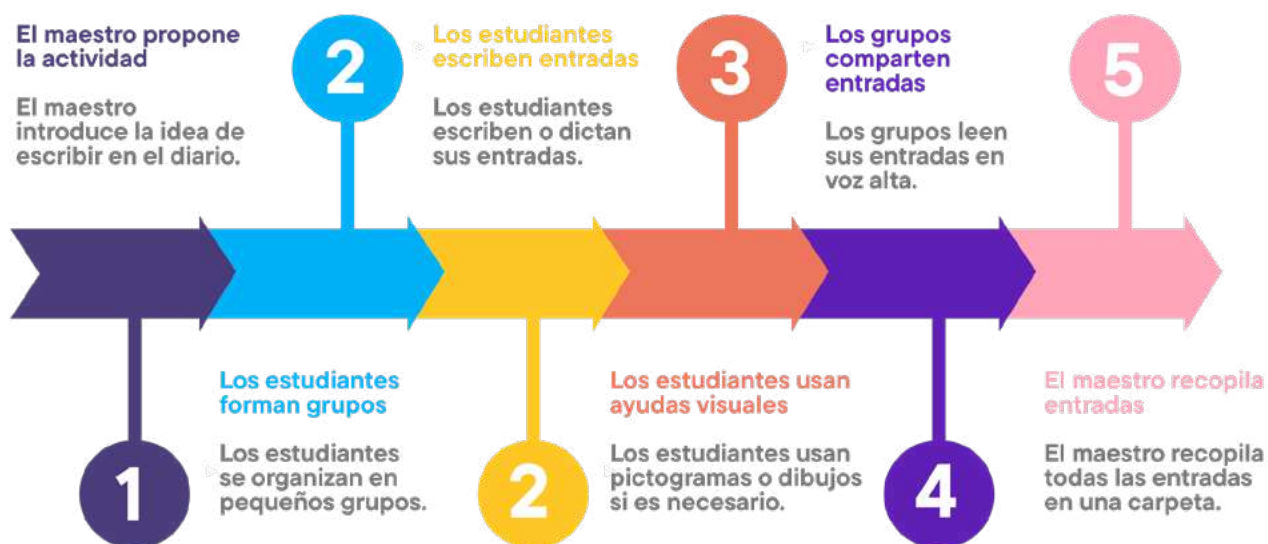 El maestro propone
la actividad
El maestro
introduce la idea de
escribir en el diario.
1
2
Los estudiantes
forman grupos
Los estudiantes
se organizan en
pequeños grupos.
Los estudiantes
escriben entradas
Los estudiantes
escriben o dictan
sus entradas.
2
3
Los estudiantes usan
ayudas visuales
Los estudiantes usan
pictogramas o dibujos
si es necesario.
Los grupos
comparten
entradas
Los grupos leen
sus entradas en
voz alta.
4
5
El maestro recopila
entradas
El maestro recopila
todas las entradas
en una carpeta.